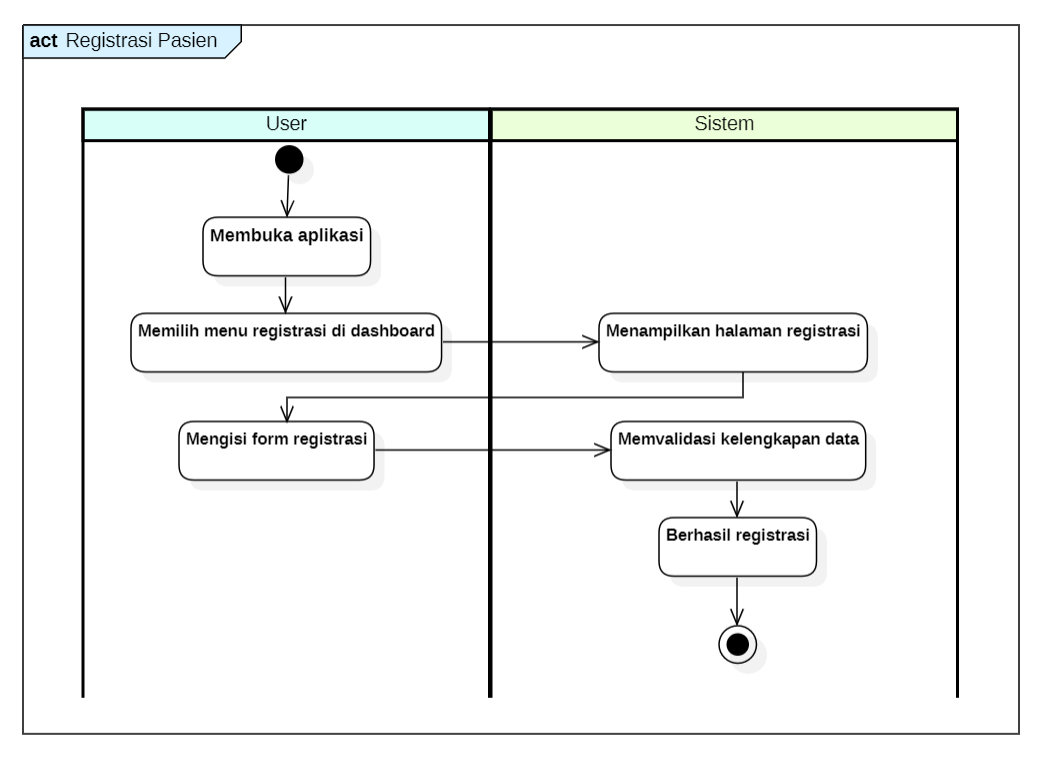 act Registrasi Pasien
User
Sistem
Membuka aplikasi
Memilih menu registrasi di dashboard
Menampilkan halaman registrasi
Mengisi form registrasi
Memvalidasi kelengkapan data
Berhasil registrasi